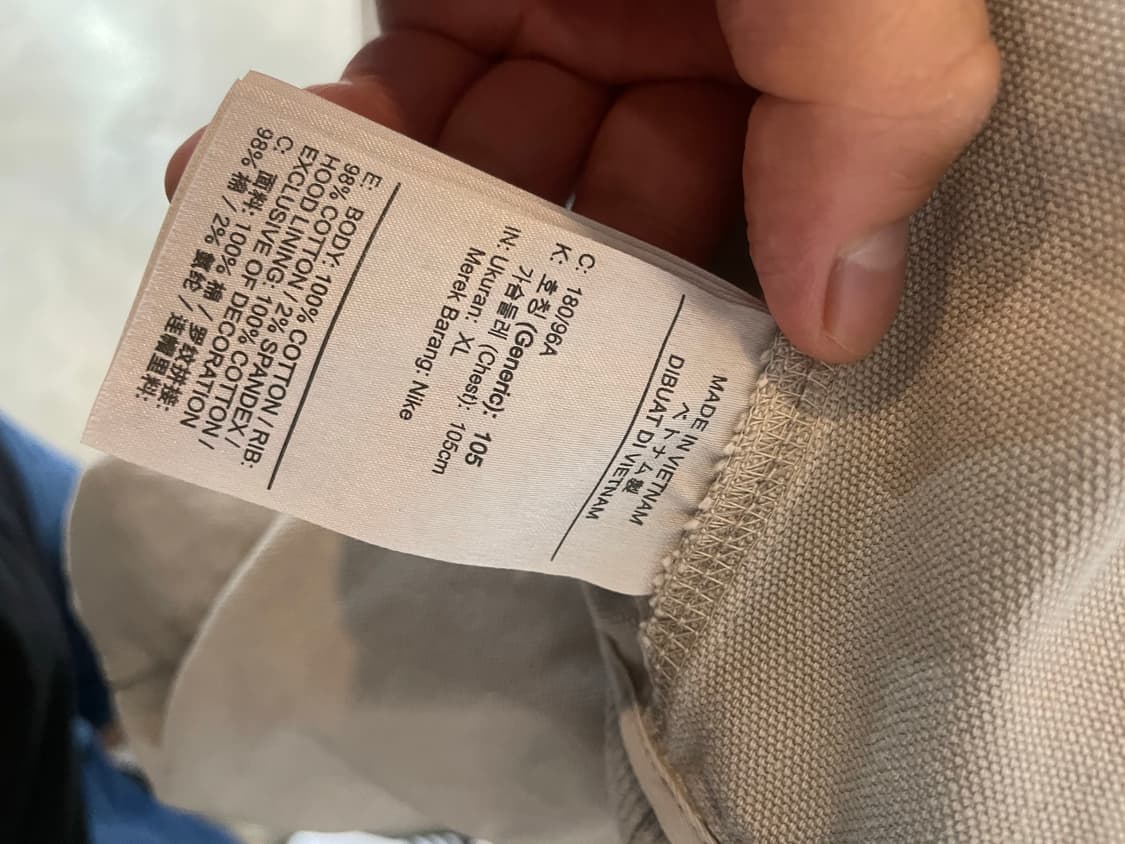 MADE IN VIETNAM
ベトナム製
DIBUAT DI VIETNAM
C: 180/96A
K: 호칭 (Generic): 105
가슴둘레 (Chest): 105cm
IN: Ukuran: XL
Merek Barang: Nike
E: BODY: 100% COTTON / RIB:
98% COTTON / 2% SPANDEX /
HOOD LINING: 100% COTTON /
EXCLUSIVE OF DECORATION
C: 面料: 100% 棉 / 罗纹拼接:
98% 棉 / 2% 氨纶 / 连帽里料: